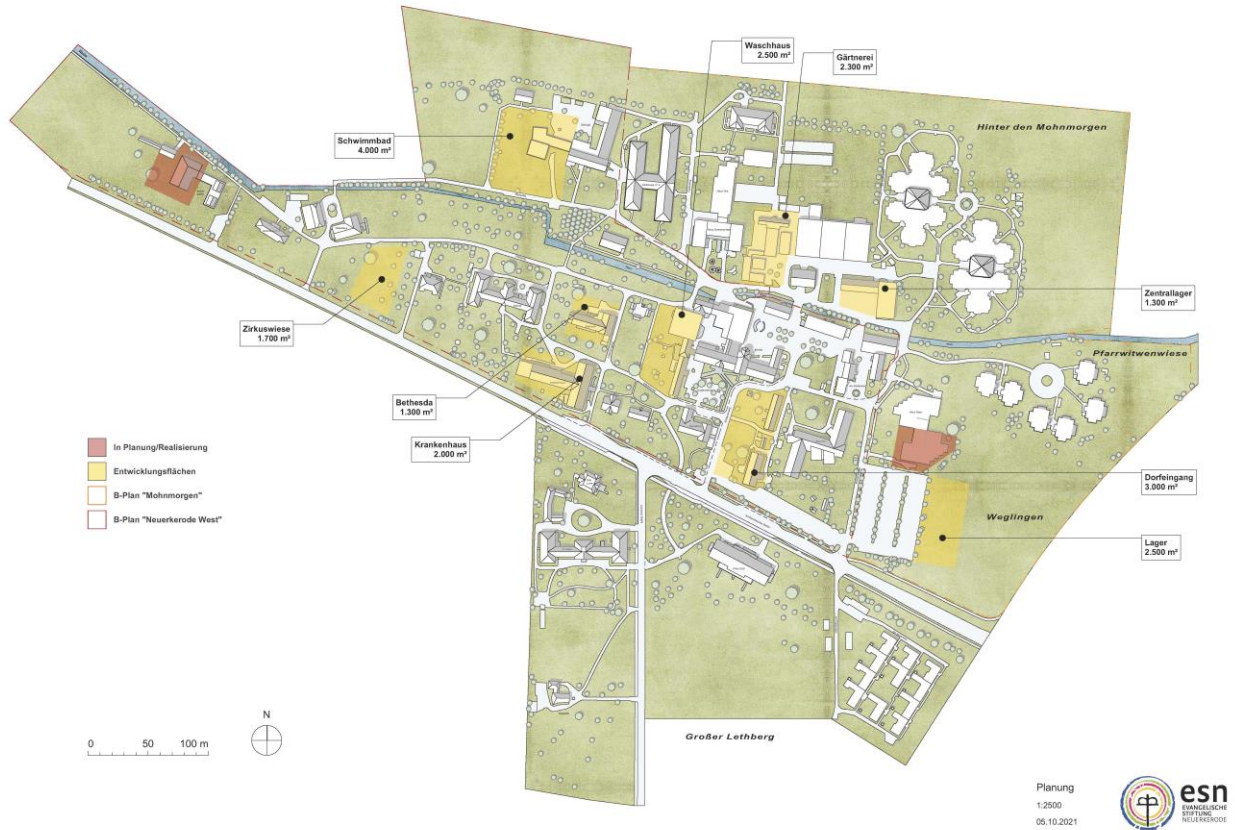 Waschhaus
2.500 m²
Gärtnerei
2.300 m²
Hinter den Mohnmorgen
Schwimmbad
4.000 m²
Zentrallager
1.300 m²
Zirkuswiese
1.700 m²
Pfarrwitwenwiese
Bethesda
1.300 m²
Krankenhaus
2.000 m²
In Planung/Realisierung
Entwicklungsflächen
B-Plan "Mohnmorgen"
B-Plan "Neuerkerode West"
Dorfeingang
3.000 m²
Weglingen
Lager
2.500 m²
N
0 50 100 m
Großer Lethberg
Planung
1:2500
05.10.2021
esn
EVANGELISCHE
STIFTUNG
NEUERKERODE